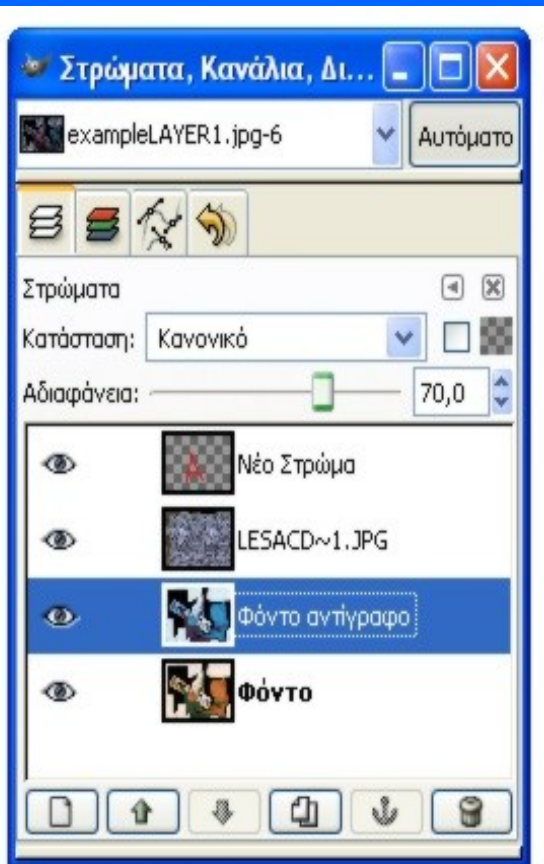 Στρώματα, Κανάλια, Δι...
exampleLAYER1.jpg-6
Αυτόματο
Στρώματα
Κατάσταση: Κανονικό
Αδιαφάνεια: 70,0
Νέο Στρώμα
LESACD~1.JPG
Φόντο αντίγραφο
Φόντο